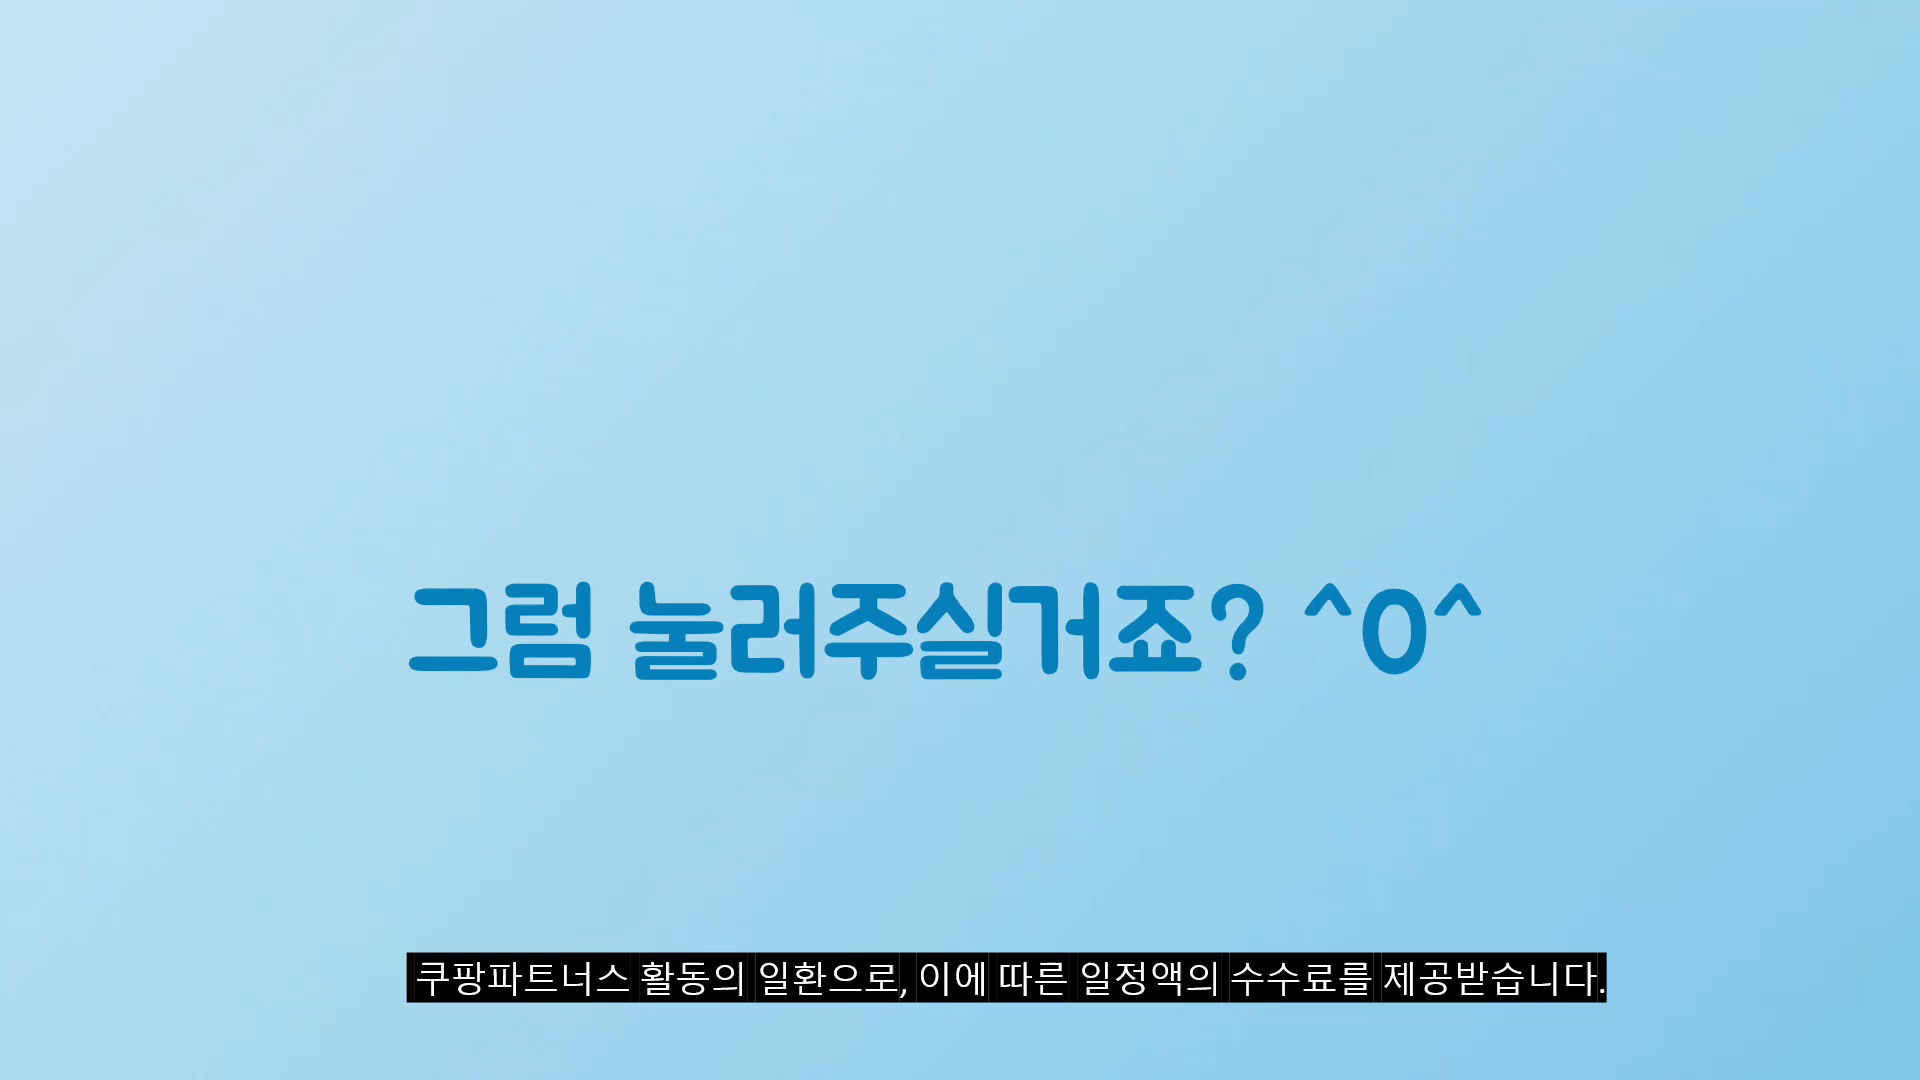 그럼 눌러주실거죠? ^0^
쿠팡파트너스 활동의 일환으로, 이에 따른 일정액의 수수료를 제공받습니다.